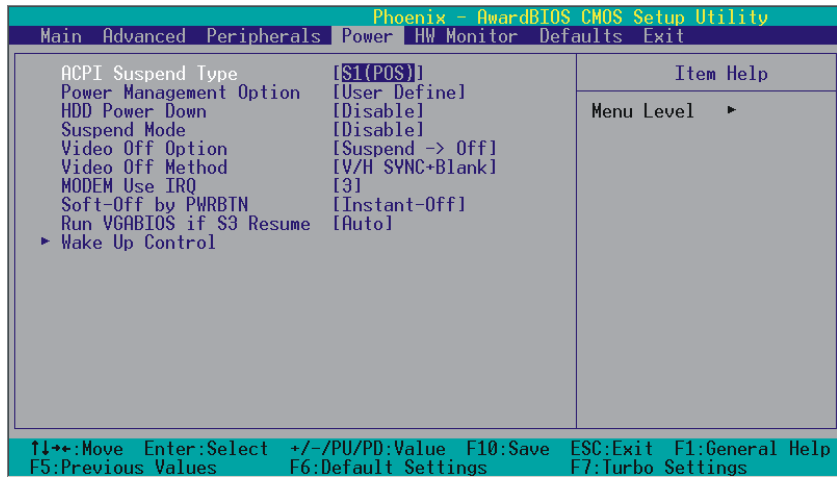 Phoenix - AwardBIOS CMOS Setup Utility
Main Advanced Peripherals Power HW Monitor Defaults Exit
ACPI Suspend Type [S1(POS)]
Power Management Option [User Define]
HDD Power Down [Disable]
Suspend Mode [Disable]
Video Off Option [Suspend -> Off]
Video Off Method [V/H SYNC+Blank]
MODEM Use IRQ [3]
Soft-Off by PWRBTN [Instant-Off]
Run VGABIOS if S3 Resume [Auto]
► Wake Up Control
Item Help
Menu Level ►
↑↓→←:Move Enter:Select +/-/PU/PD:Value F10:Save ESC:Exit F1:General Help
F5:Previous Values F6:Default Settings F7:Turbo Settings